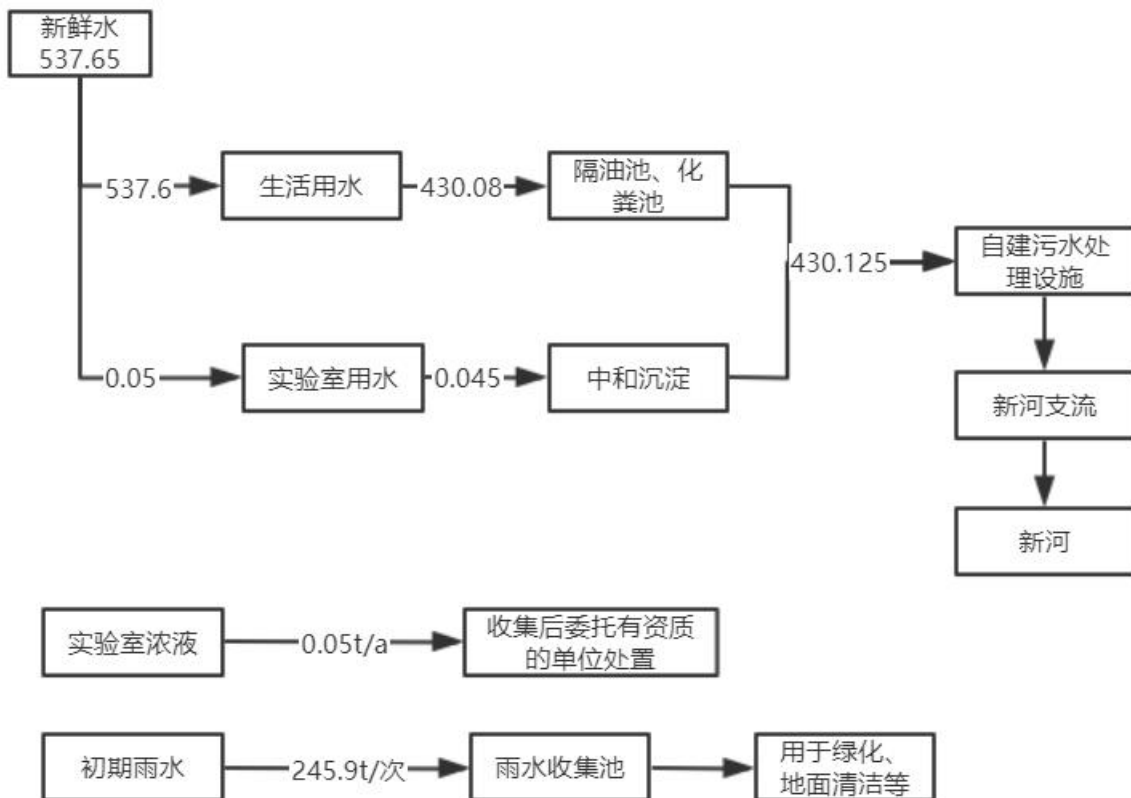 新鲜水
537.65
537.6
生活用水
430.08
隔油池、化
粪池
430.125
自建污水处
理设施
0.05
实验室用水
0.045
中和沉淀
新河支流
新河
实验室浓液
0.05t/a
收集后委托有资质
的单位处置
初期雨水
245.9t/次
雨水收集池
用于绿化、
地面清洁等